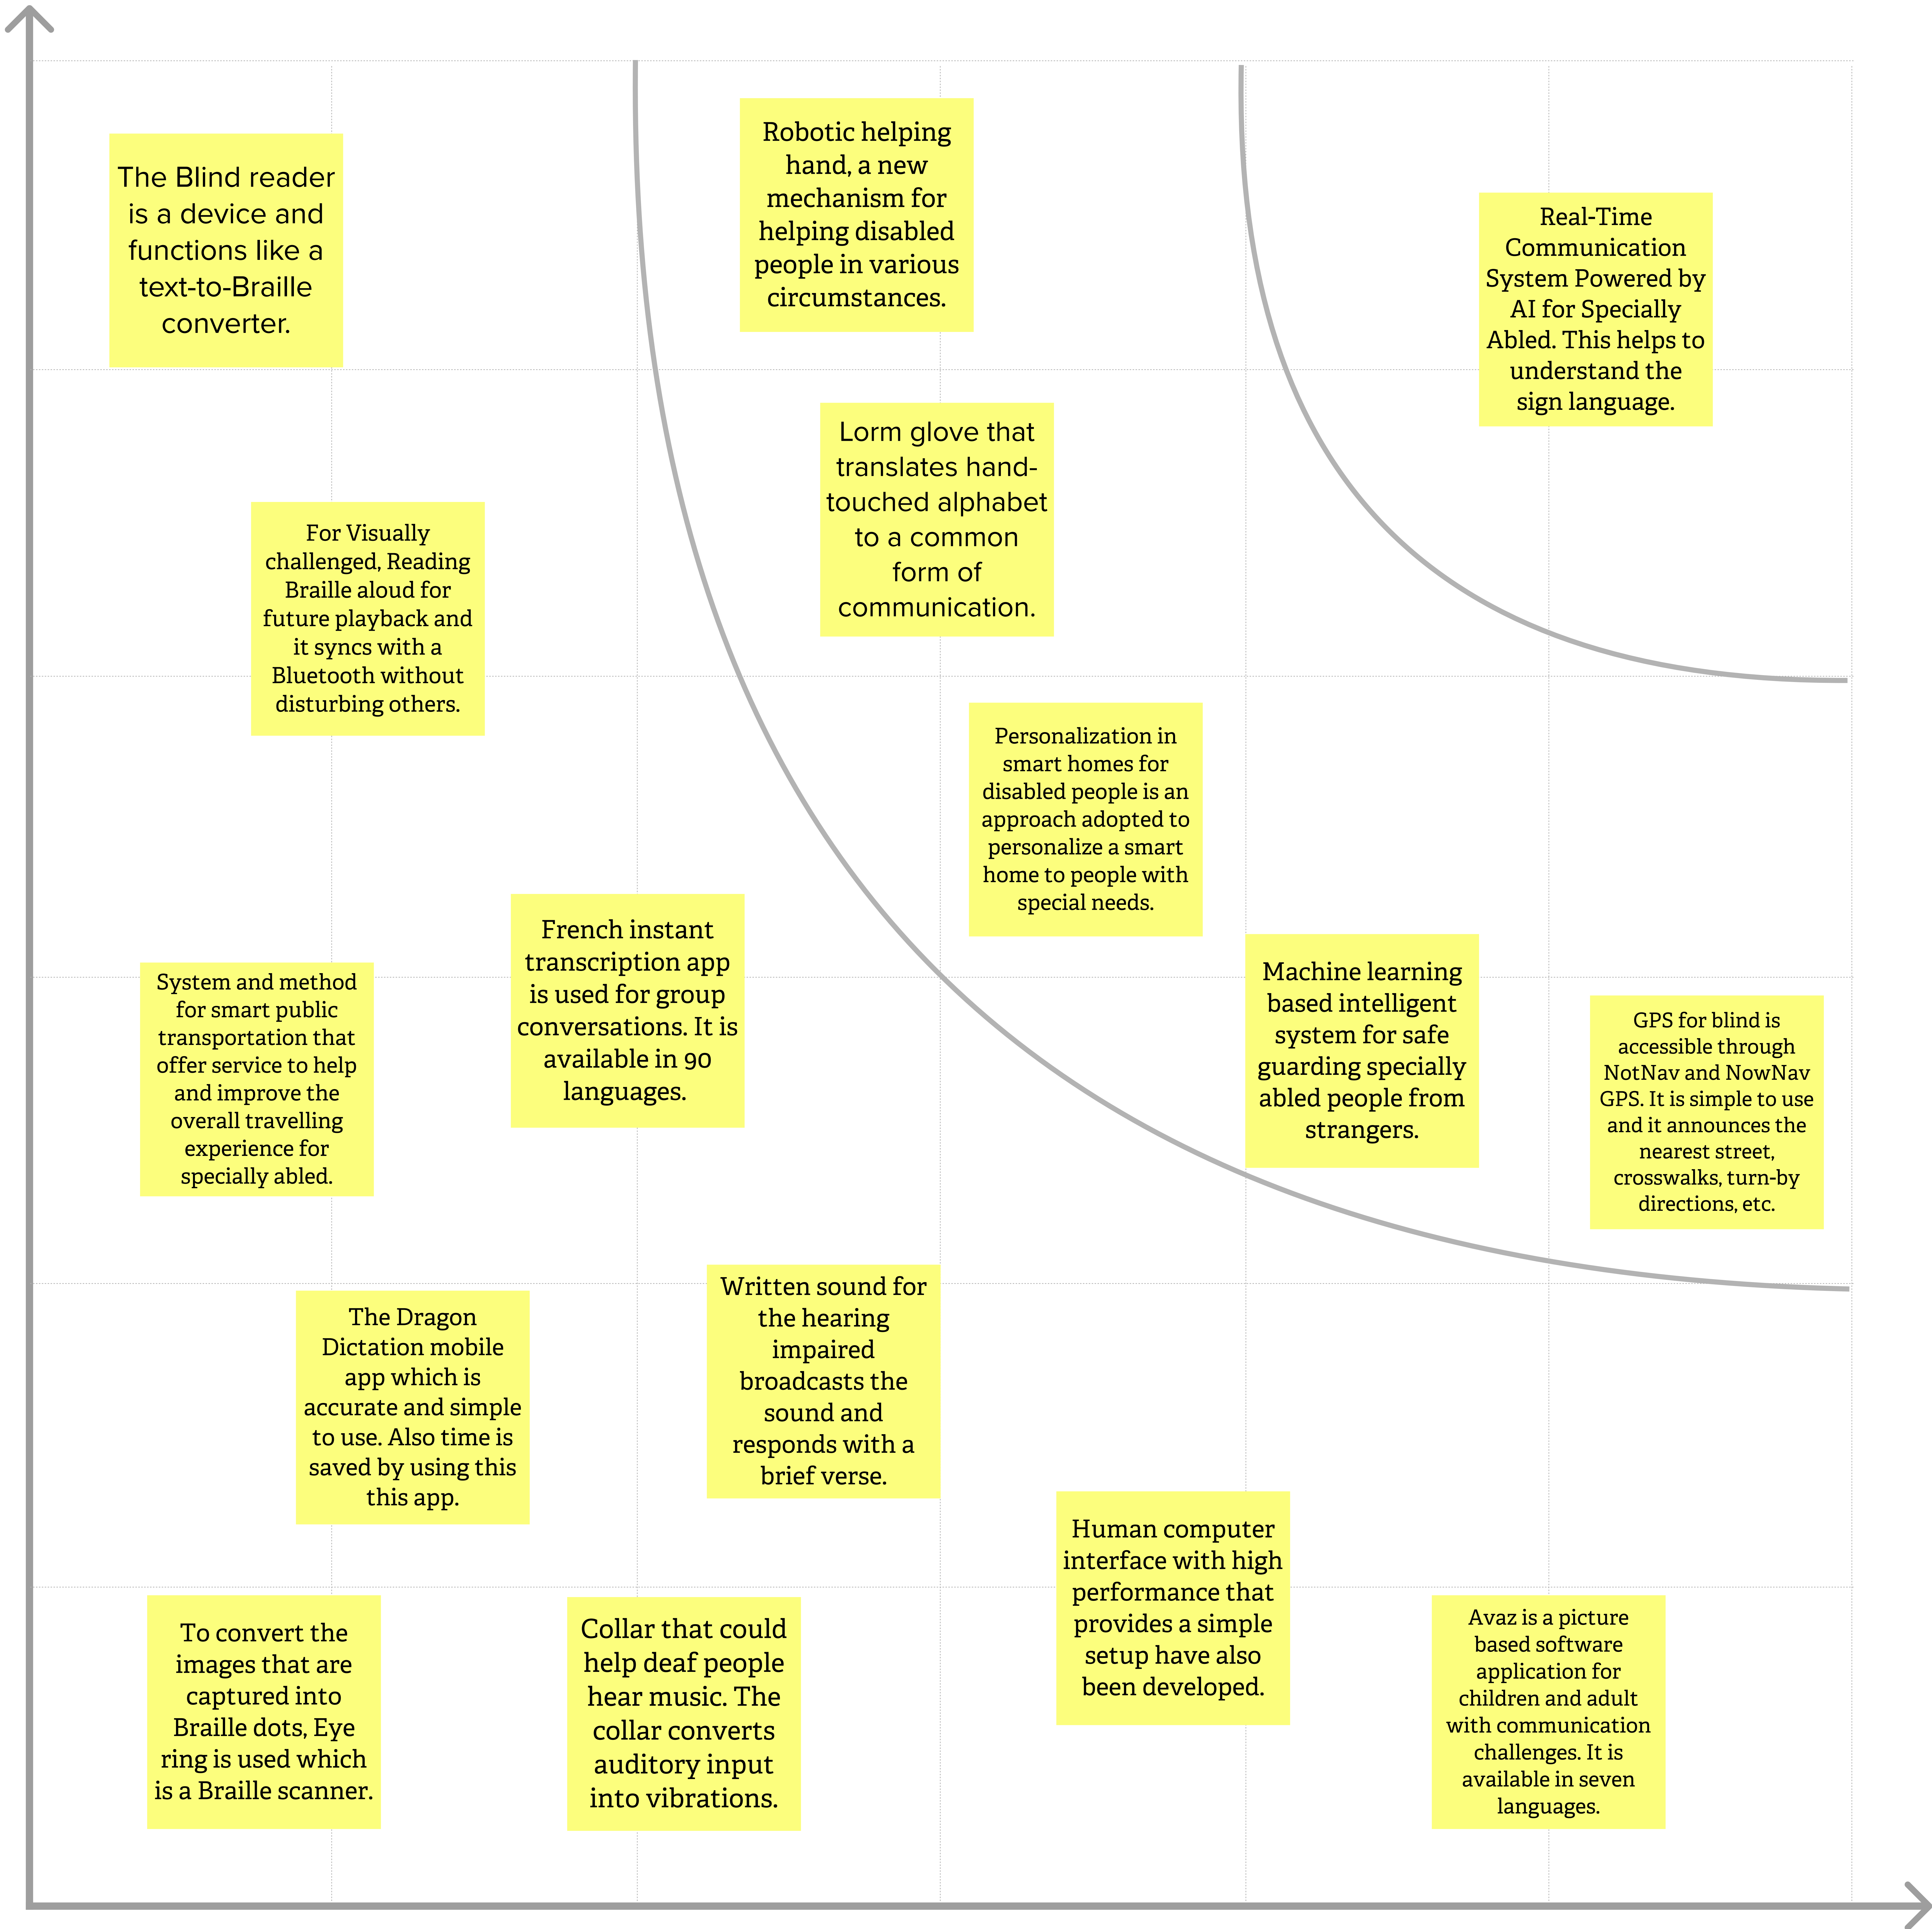 The Blind reader
is a device and
functions like a
text-to-Braille
converter.
Robotic helping
hand, a new
mechanism for
helping disabled
people in various
circumstances.
Real-Time
Communication
System Powered by
AI for Specially
Abled. This helps to
understand the
sign language.
Lorm glove that
translates hand-
touched alphabet
to a common
form of
communication.
For Visually
challenged, Reading
Braille aloud for
future playback and
it syncs with a
Bluetooth without
disturbing others.
Personalization in
smart homes for
disabled people is an
approach adopted to
personalize a smart
home to people with
special needs.
French instant
transcription app
is used for group
conversations. It is
available in 90
languages.
Machine learning
based intelligent
system for safe
guarding specially
abled people from
strangers.
System and method
for smart public
transportation that
offer service to help
and improve the
overall travelling
experience for
specially abled.
GPS for blind is
accessible through
NotNav and NowNav
GPS. It is simple to use
and it announces the
nearest street,
crosswalks, turn-by
directions, etc.
Written sound for
the hearing
impaired
broadcasts the
sound and
responds with a
brief verse.
The Dragon
Dictation mobile
app which is
accurate and simple
to use. Also time is
saved by using this
this app.
Human computer
interface with high
performance that
provides a simple
setup have also
been developed.
To convert the
images that are
captured into
Braille dots, Eye
ring is used which
is a Braille scanner.
Collar that could
help deaf people
hear music. The
collar converts
auditory input
into vibrations.
Avaz is a picture
based software
application for
children and adult
with communication
challenges. It is
available in seven
languages.